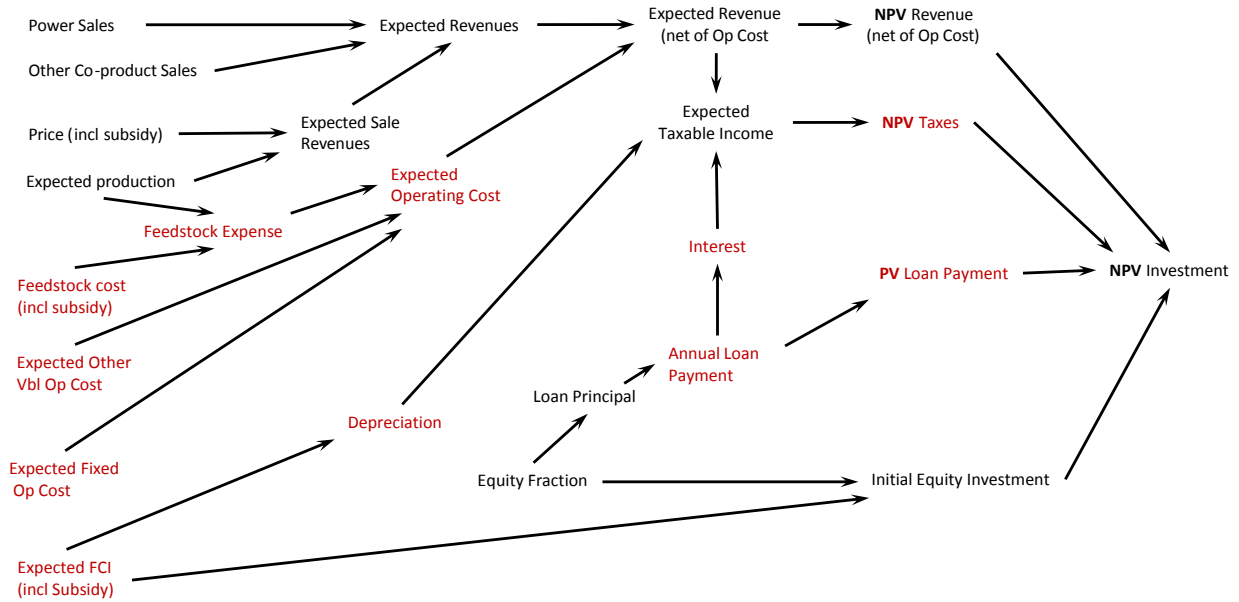 Power Sales
Expected Revenues
Expected Revenue
(net of Op Cost
NPV Revenue
(net of Op Cost)
Other Co-product Sales
Price (incl subsidy)
Expected Sale
Revenues
Expected
Taxable Income
NPV Taxes
Expected production
Expected
Operating Cost
Feedstock Expense
Interest
Feedstock cost
(incl subsidy)
PV Loan Payment
NPV Investment
Expected Other
Vbl Op Cost
Annual Loan
Payment
Loan Principal
Depreciation
Expected Fixed
Op Cost
Equity Fraction
Initial Equity Investment
Expected FCI
(incl Subsidy)